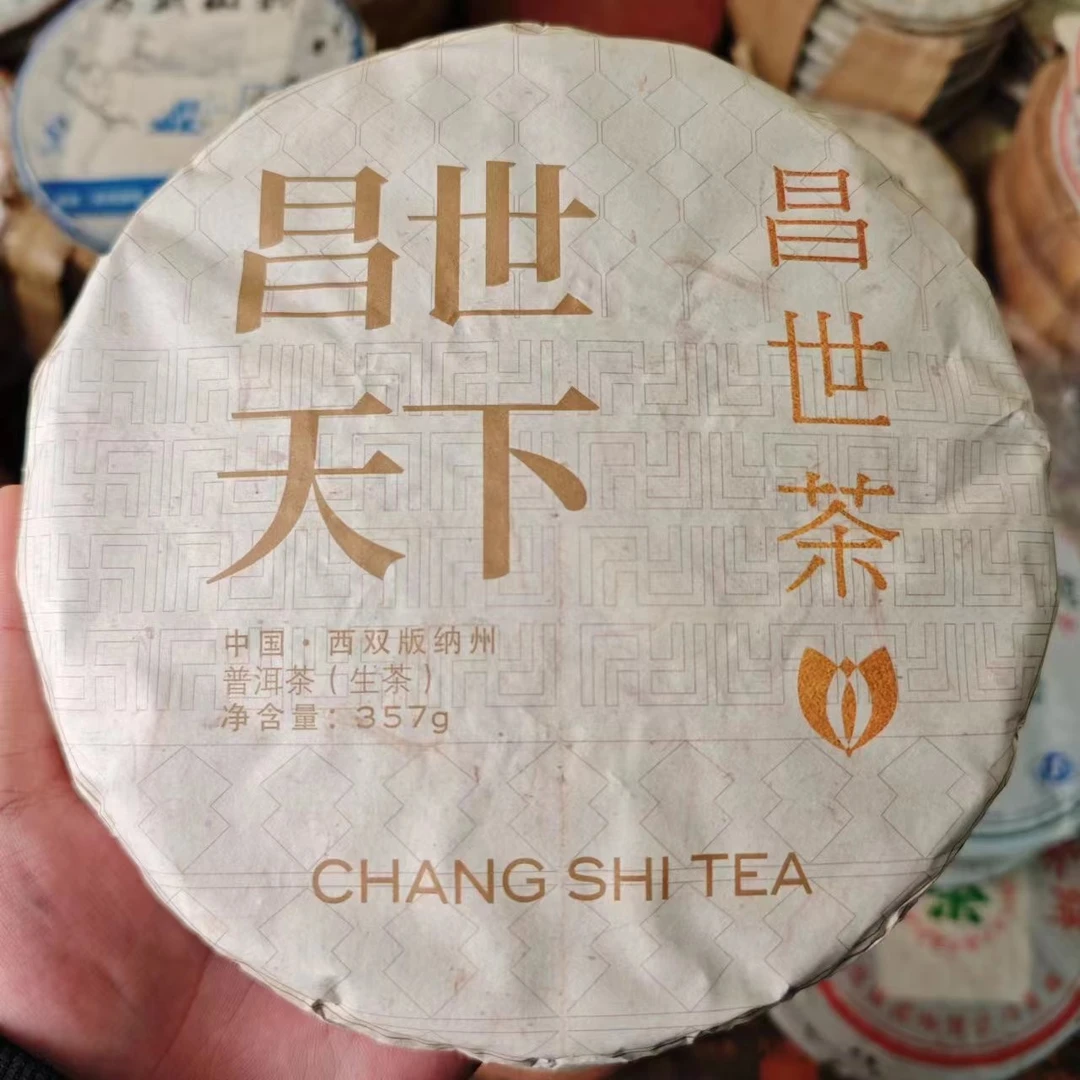 昌世
天下
中国·西双版纳州
普洱茶(生茶)
净含量:357g
昌世茶
CHANG SHI TEA
茶